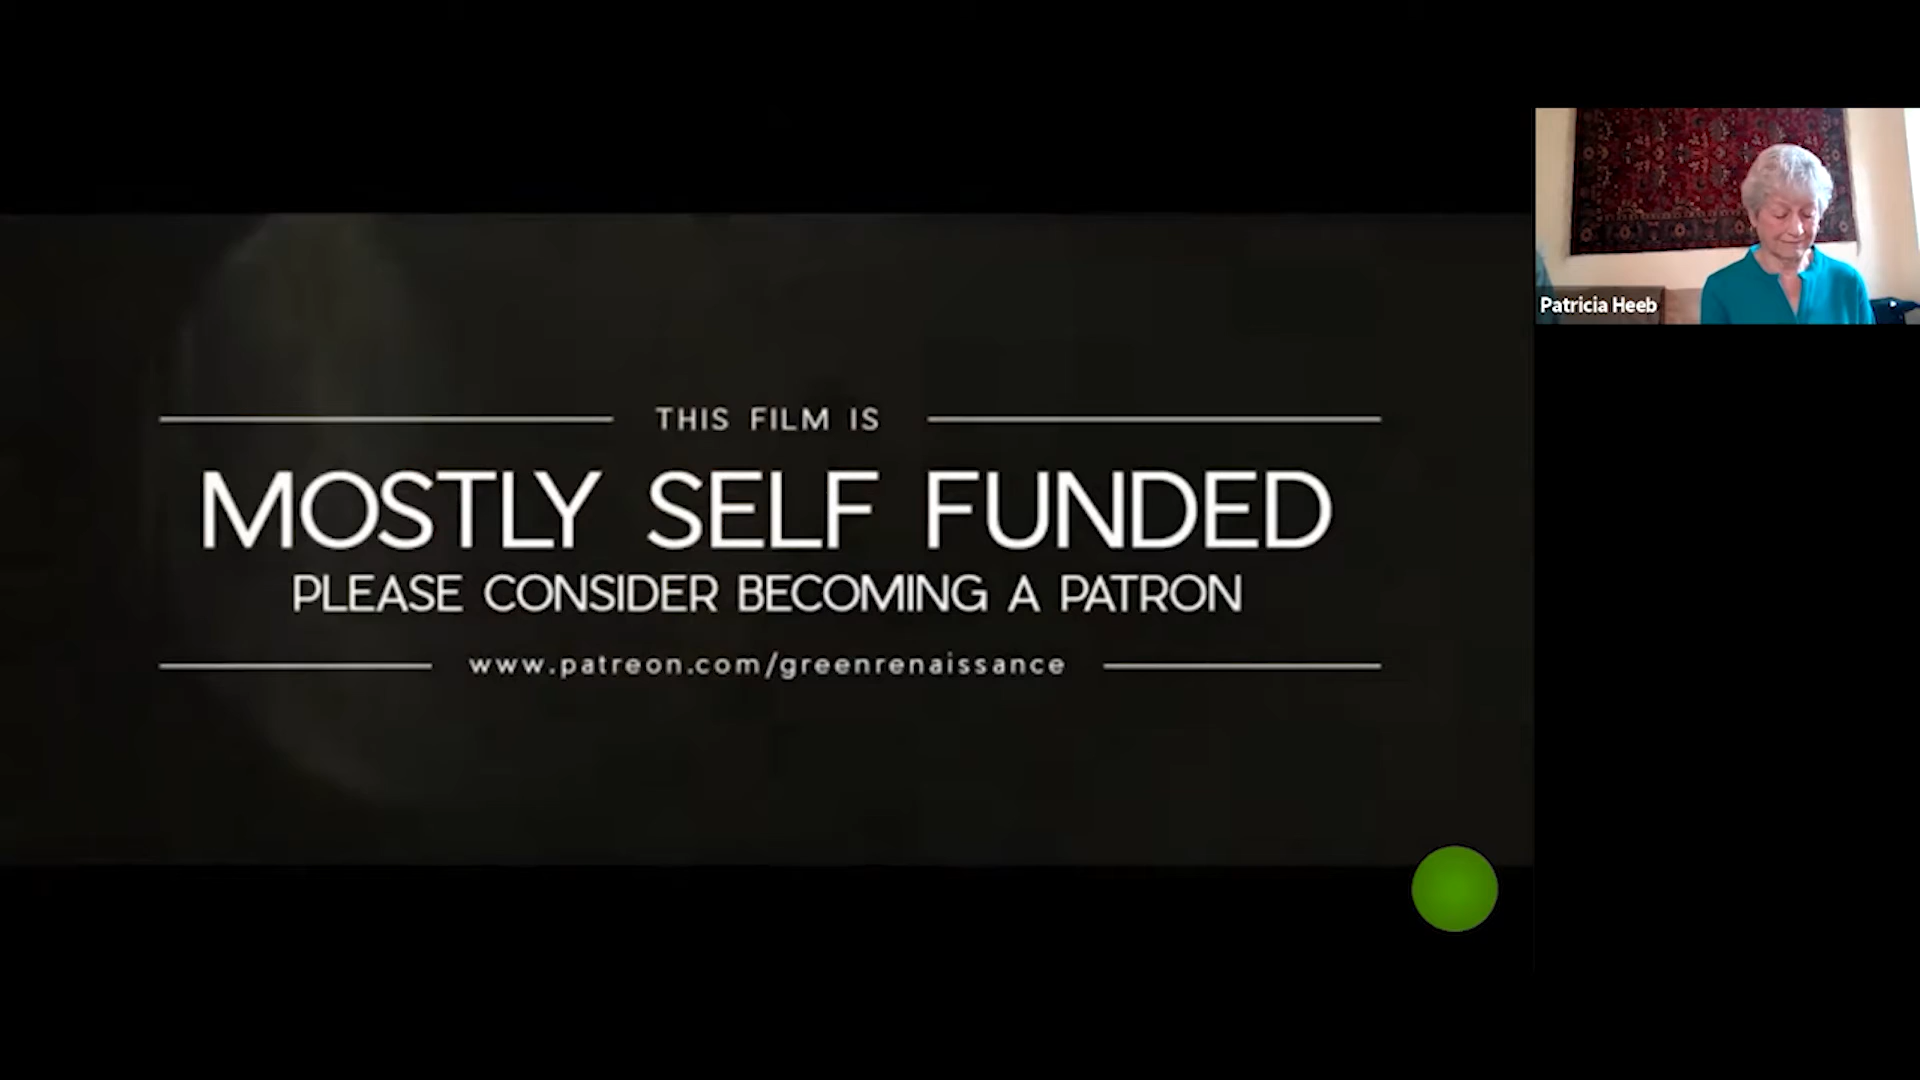 THIS FILM IS
MOSTLY SELF FUNDED
PLEASE CONSIDER BECOMING A PATRON
www.patreon.com/greenrenaissance
Patricia Heeb